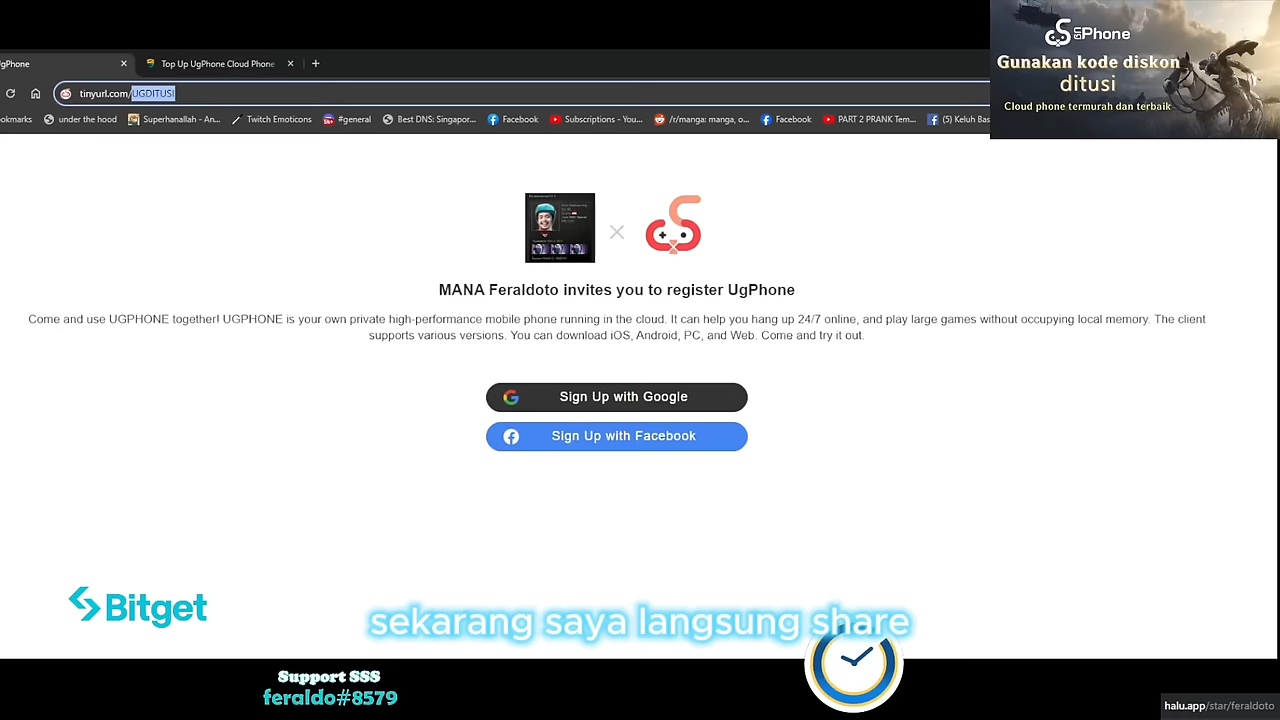 gPhone
Top Up UgPhone Cloud Phone
tinyurl.com/UGDITUSI
ookmarks
under the hood
Superhanallah - An...
Twitch Emoticons
#general
Best DNS: Singapor...
Facebook
Subscriptions - You...
/r/manga: manga, o...
Facebook
PART 2 PRANK Tem...
(5) Keluh Bas
UgPhone
Gunakan kode diskon
ditusi
Cloud phone termurah dan terbaik
MANA Feraldoto invites you to register UgPhone
Come and use UGPHONE together! UGPHONE is your own private high-performance mobile phone running in the cloud. It can help you hang up 24/7 online, and play large games without occupying local memory. The client
supports various versions. You can download iOS, Android, PC, and Web. Come and try it out.
Sign Up with Google
Sign Up with Facebook
Bitget
sekarang saya langsung share
Support SSS
feraldo#8579
halu.app/star/feraldoto